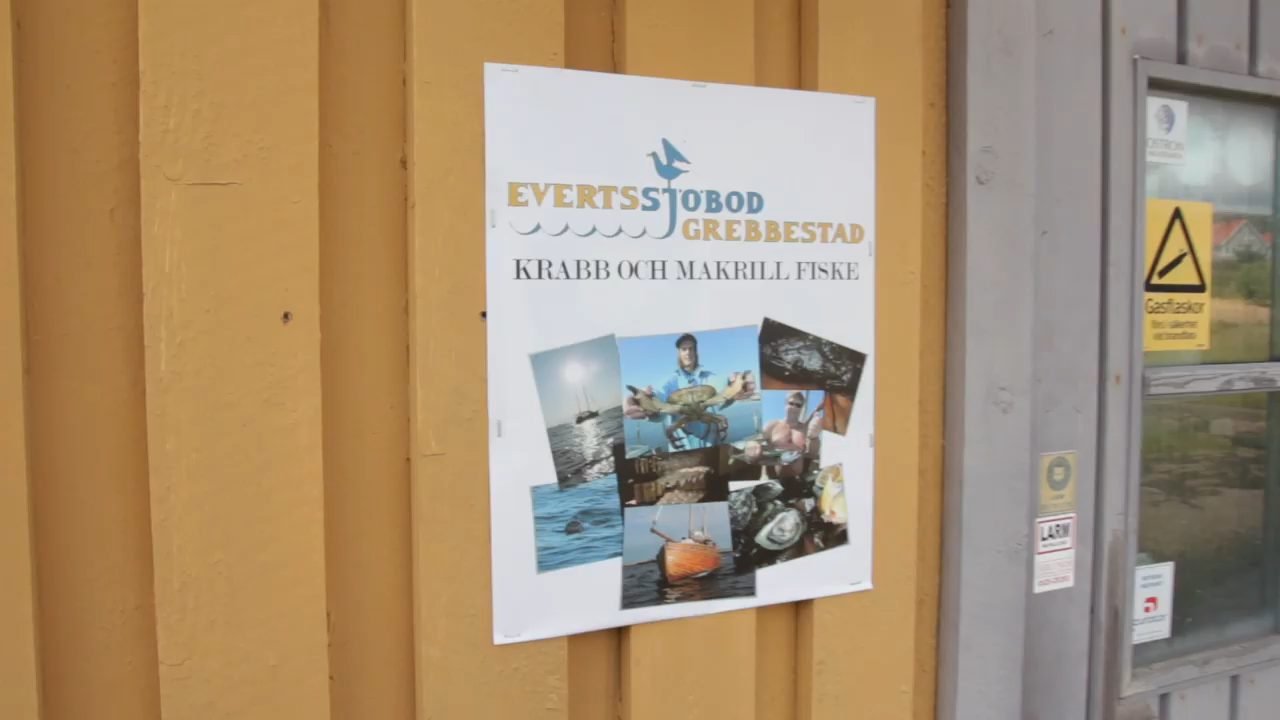 EVERTSSJÖBOD
GREBBESTAD
KRABB OCH MAKRILL FISKE
Gasflaskor
LARM